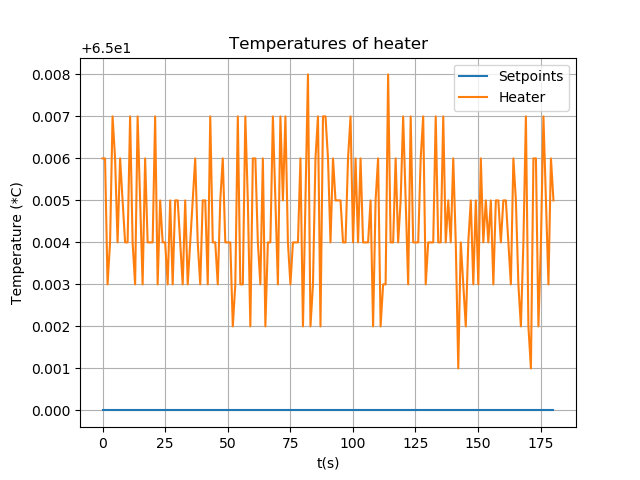 Temperatures of heater
+6.5e1
Setpoints
Heater
0.008
0.007
0.006
0.005
0.004
0.003
0.002
0.001
0.000
Temperature (*C)
0 25 50 75 100 125 150 175
t(s)